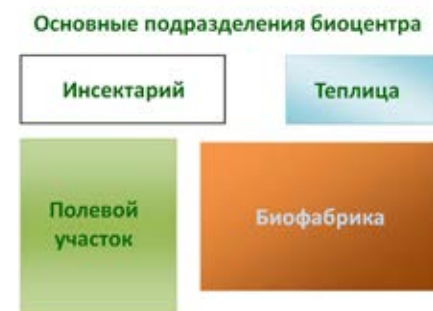 Основные подразделения биоцентра
Инсектарий
Теплица
Полевой
участок
Биофабрика